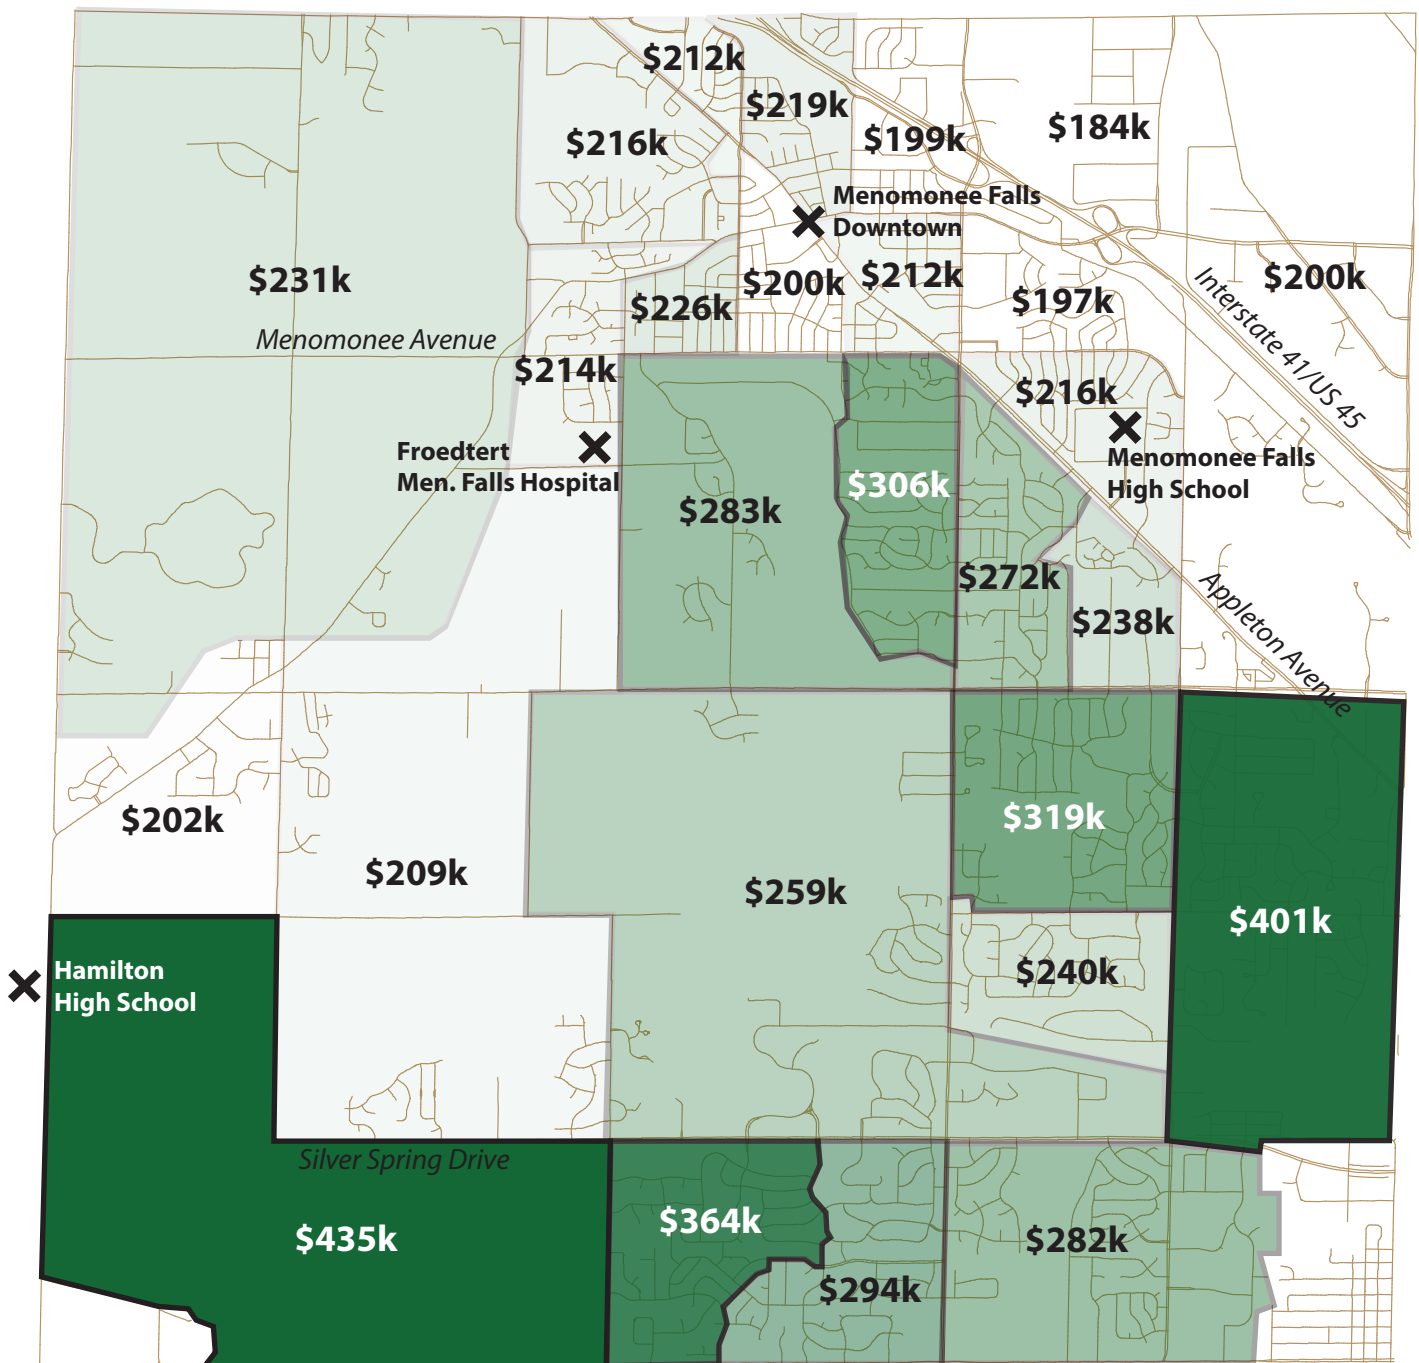 $212k
$219k
$199k
$184k
$216k
Menomonee Falls
Downtown
$231k
$226k
$200k
$212k
$197k
$200k
Interstate 41/US 45
Menomonee Avenue
$214k
$216k
Froedtert
Men. Falls Hospital
Menomonee Falls
High School
$283k
$306k
$272k
$238k
Appleton Avenue
$202k
$209k
$259k
$319k
$401k
$240k
Hamilton
High School
Silver Spring Drive
$435k
$364k
$294k
$282k